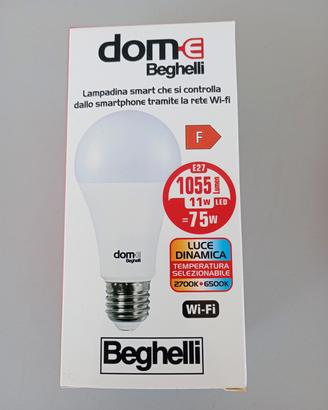 dom-e
Beghelli
Lampadina smart che si controlla
dallo smartphone tramite la rete Wi-fi
F
E27
1055 Lumen
11W LED
=75W
dom-e
Beghelli
LUCE
DINAMICA
TEMPERATURA
SELEZIONABILE
2700K→6500K
Wi-Fi
Beghelli